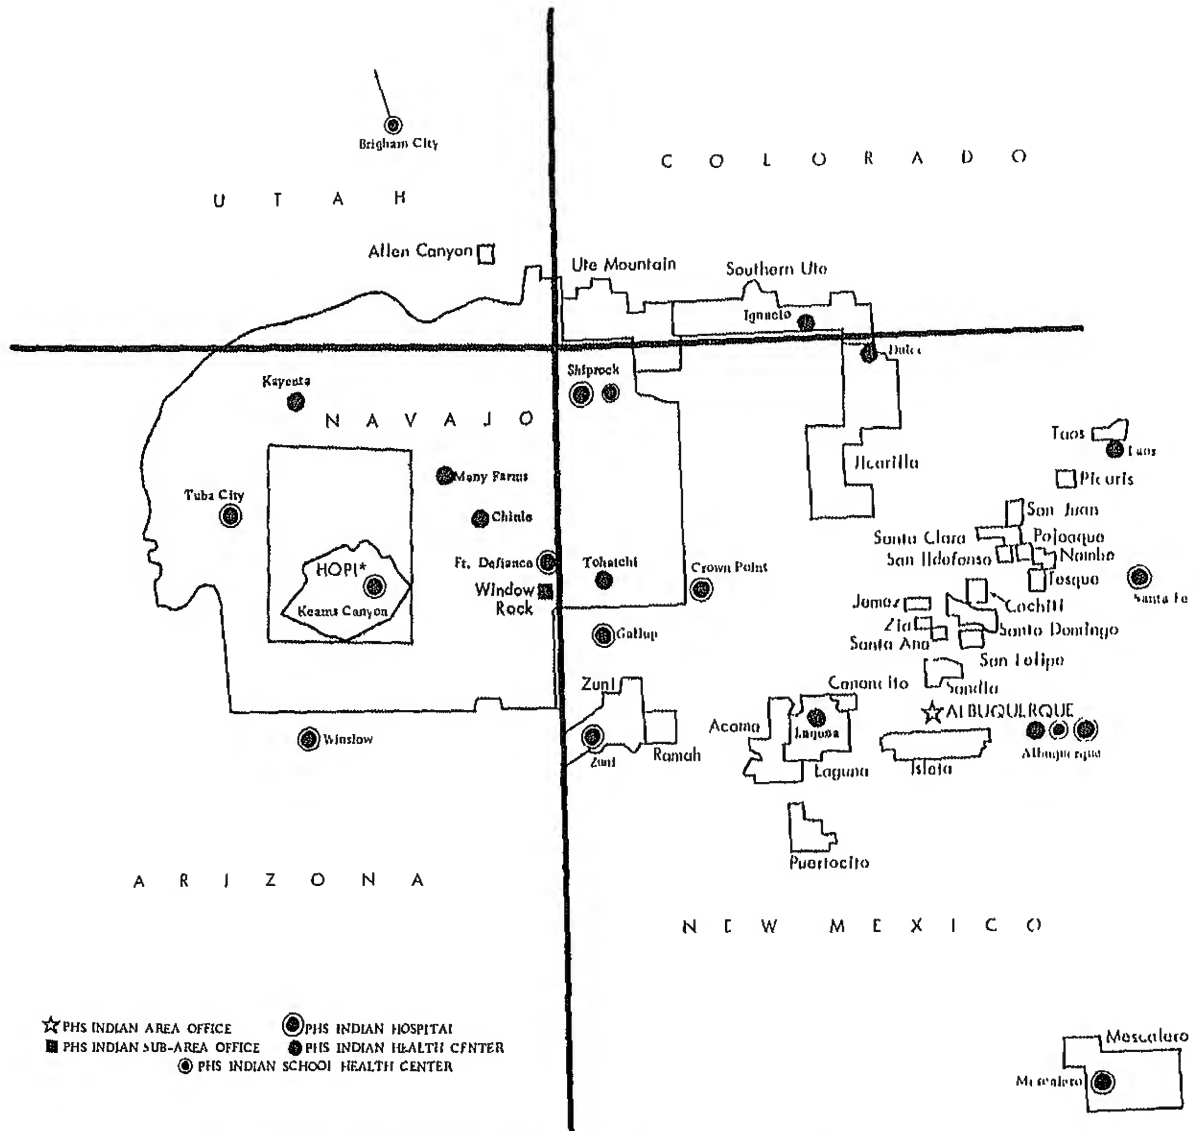 Brigham City
C O L O R A D O
U T A H
Allen Canyon
Ute Mountain
Southern Ute
Ignacio
Dulce
Shiprock
Kayenta
N A V A J O
Taos
Taos
Jicarilla
Many Farms
Picuris
Tuba City
San Juan
Chinle
Santa Clara
Pojoaque
San Ildefonso
Nambe
Ft. Defiance
Tohatchi
Crown Point
HOPI*
Tesque
Window
Rock
Keams Canyon
Santa Fe
Jemez
Cochiti
Zia
Santo Domingo
Santa Ana
Gallup
San Felipe
Zuni
Canoncito
Sandia
ALBUQUERQUE
Acoma
Laguna
Winslow
Zuni
Ramah
Albuquerque
Laguna
Isleta
Puertocito
A R I Z O N A
N E W M E X I C O
PHS INDIAN AREA OFFICE
PHS INDIAN HOSPITAL
PHS INDIAN SUB-AREA OFFICE
PHS INDIAN HEALTH CENTER
PHS INDIAN SCHOOL HEALTH CENTER
Mescalero
Mescalero